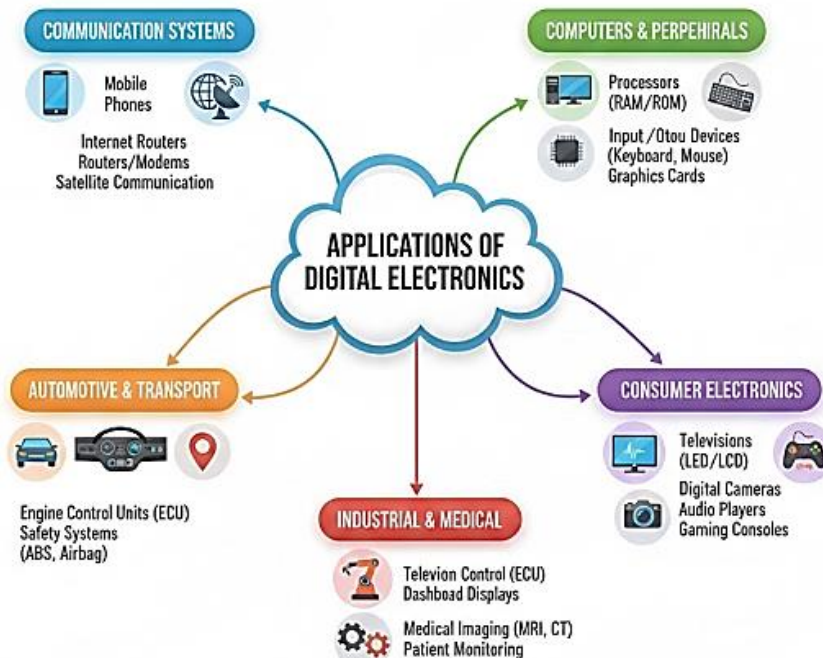 COMMUNICATION SYSTEMS
Mobile
Phones
Internet Routers
Routers/Modems
Satellite Communication
COMPUTERS & PERPEHIRALS
Processors
(RAM/ROM)
Input /Otou Devices
(Keyboard, Mouse)
Graphics Cards
APPLICATIONS OF
DIGITAL ELECTRONICS
AUTOMOTIVE & TRANSPORT
Engine Control Units (ECU)
Safety Systems
(ABS, Airbag)
INDUSTRIAL & MEDICAL
Televion Control (ECU)
Dashboad Displays
Medical Imaging (MRI, CT)
Patient Monitoring
CONSUMER ELECTRONICS
Televisions
(LED/LCD)
Digital Cameras
Audio Players
Gaming Consoles